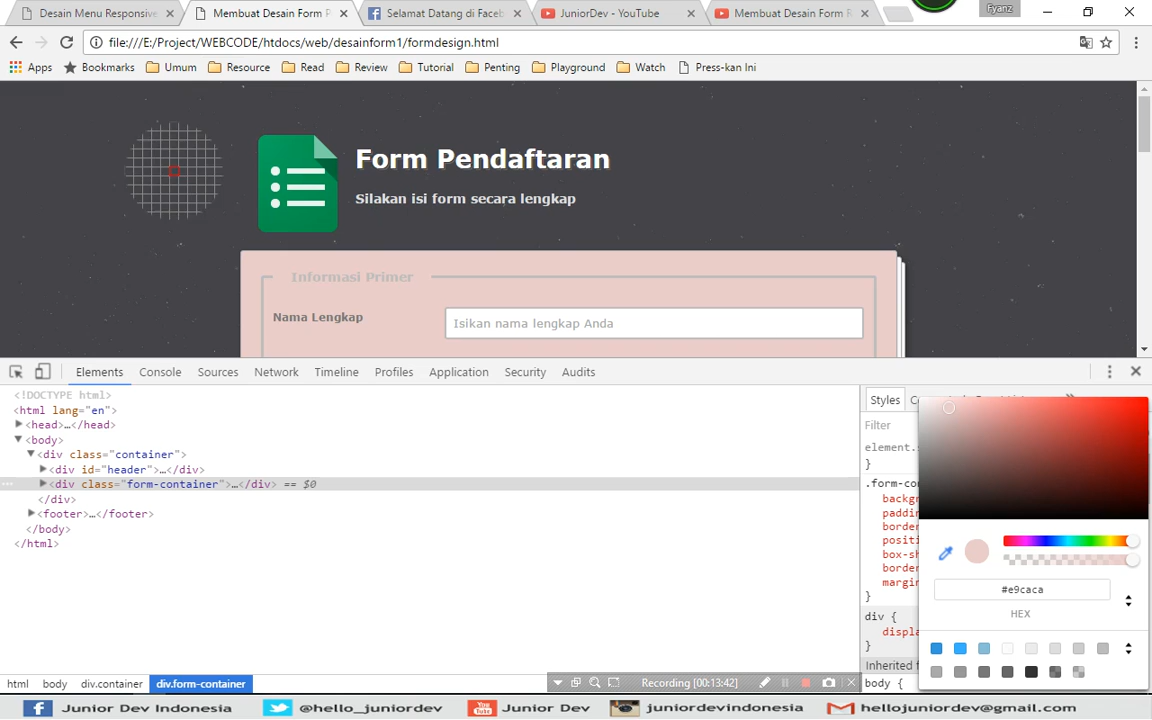 Desain Menu Responsive
Membuat Desain Form P
Selamat Datang di Faceb
JuniorDev - YouTube
Membuat Desain Form R
Fyanz
file:///E:/Project/WEBCODE/htdocs/web/desainform1/formdesign.html
Apps Bookmarks Umum Resource Read Review Tutorial Penting Playground Watch Press-kan Ini
Form Pendaftaran
Silakan isi form secara lengkap
Informasi Primer
Nama Lengkap
Isikan nama lengkap Anda
Elements Console Sources Network Timeline Profiles Application Security Audits
<!DOCTYPE html>
<html lang="en">
<head>…</head>
<body>
<div class="container">
<div id="header">…</div>
<div class="form-container">…</div> == $0
</div>
<footer>…</footer>
</body>
</html>
Styles
Filter
element.s
}
.form-con
backg
paddin
border
positi
box-sh
border
margin
}
div {
displa
}
Inherited f
body {
#e9caca
HEX
html body div.container div.form-container
Recording [00:13:42]
Junior Dev Indonesia @hello_juniordev Junior Dev juniordevindonesia hellojuniordev@gmail.com